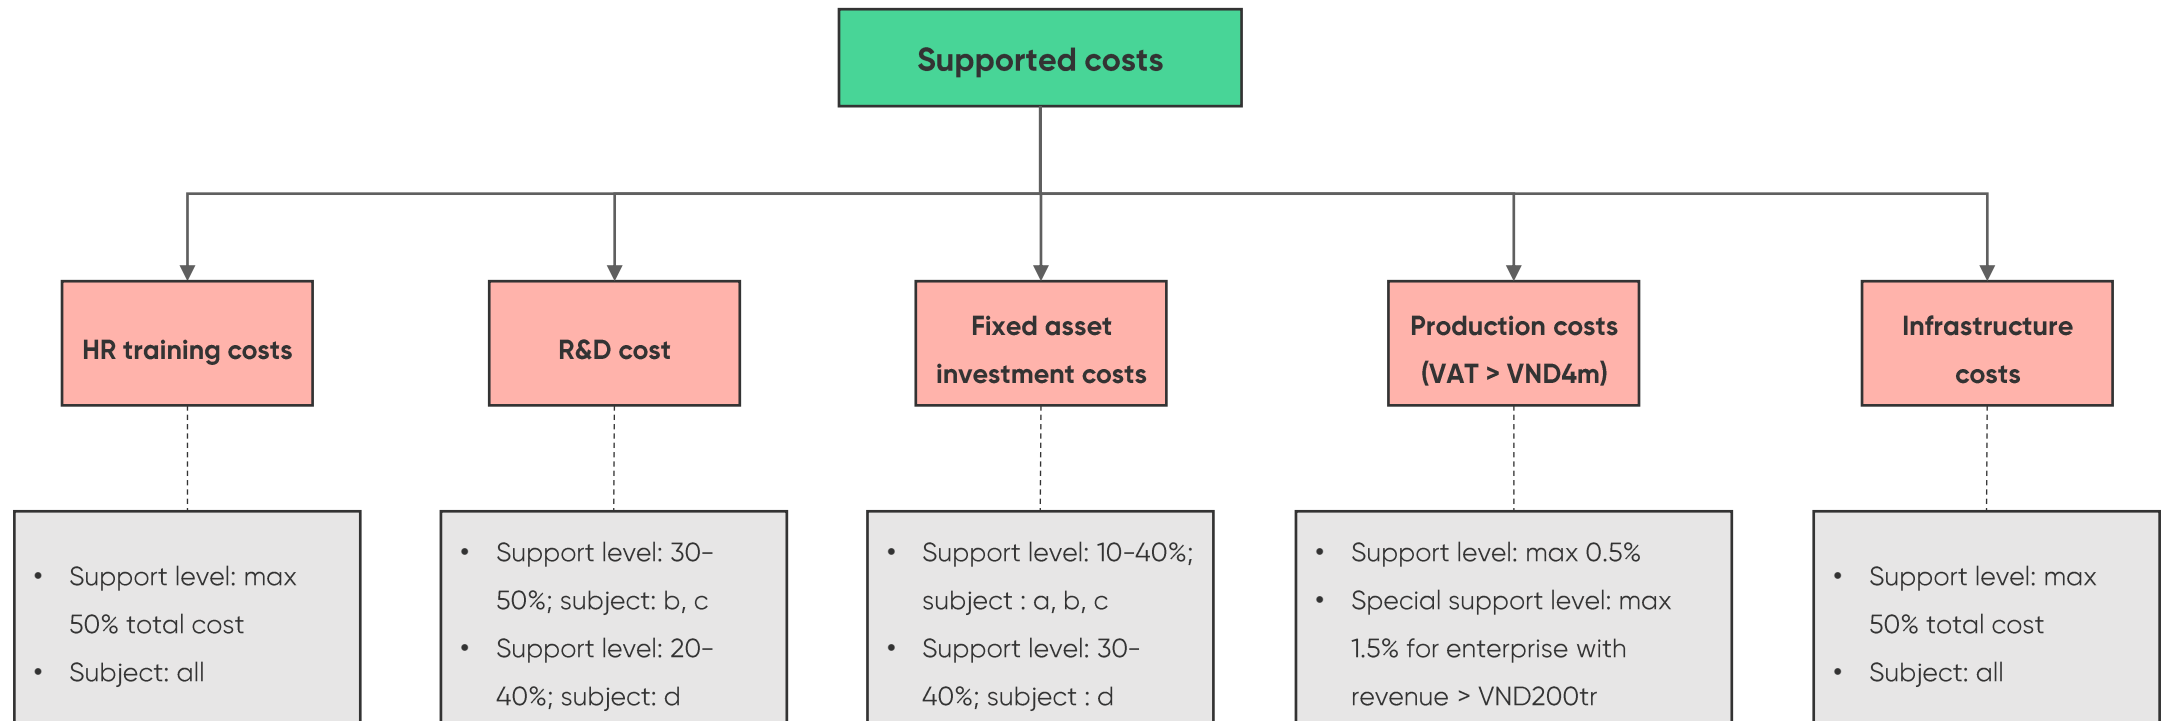 Supported costs
HR training costs
R&D cost
Fixed asset
investment costs
Production costs
(VAT > VND4m)
Infrastructure
costs
• Support level: max
50% total cost
• Subject: all
• Support level: 30-
50%; subject: b, c
• Support level: 20-
40%; subject: d
• Support level: 10-40%;
subject : a, b, c
• Support level: 30-
40%; subject : d
• Support level: max 0.5%
• Special support level: max
1.5% for enterprise with
revenue > VND200tr
• Support level: max
50% total cost
• Subject: all